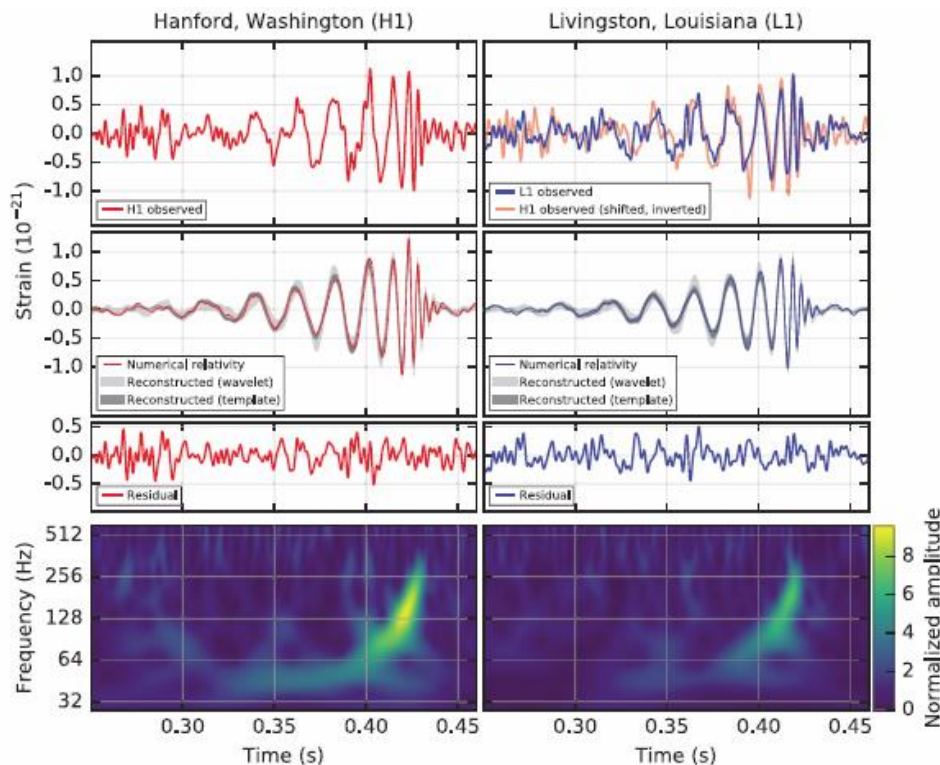 Hanford, Washington (H1)
Livingston, Louisiana (L1)
Strain (10⁻²¹)
1.0
0.5
0.0
-0.5
-1.0
H1 observed
L1 observed
H1 observed (shifted, inverted)
1.0
0.5
0.0
-0.5
-1.0
Numerical relativity
Reconstructed (wavelet)
Reconstructed (template)
Numerical relativity
Reconstructed (wavelet)
Reconstructed (template)
0.5
0.0
-0.5
Residual
Residual
Frequency (Hz)
512
256
128
64
32
0.30
0.35
0.40
0.45
Time (s)
0.30
0.35
0.40
0.45
Time (s)
8
6
4
2
0
Normalized amplitude